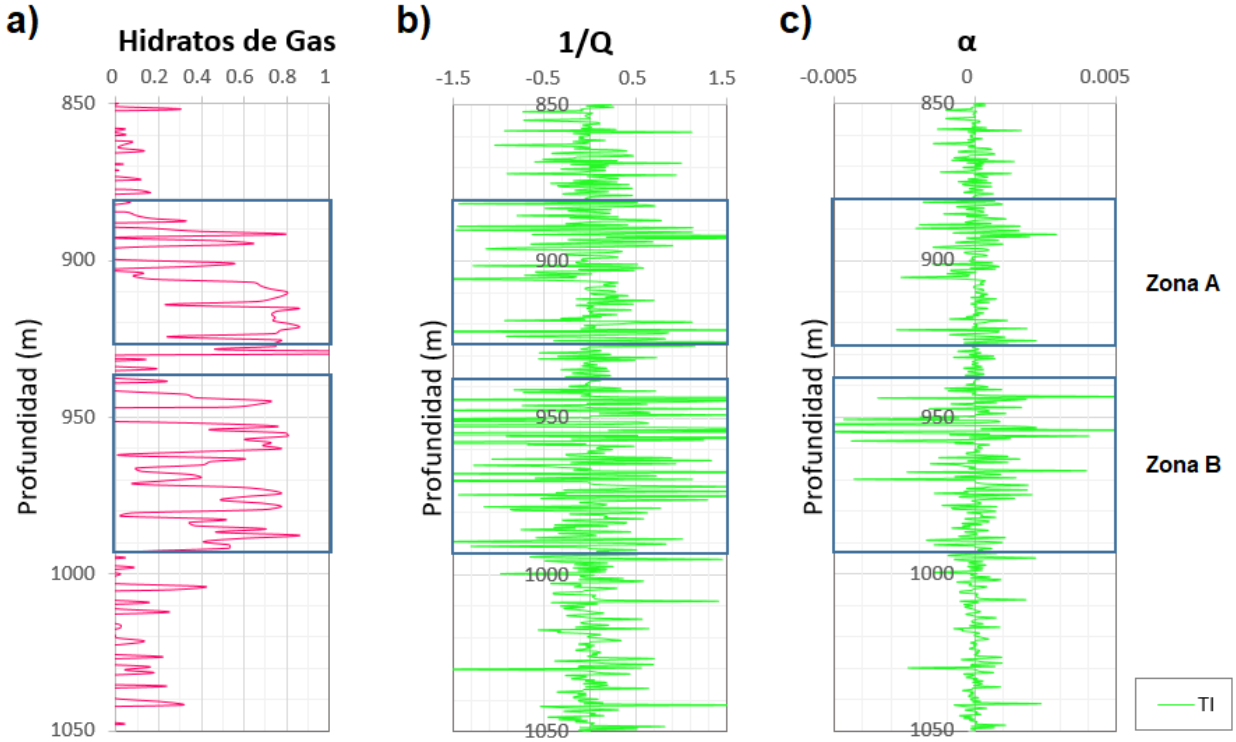 a)
Hidratos de Gas
0 0.2 0.4 0.6 0.8 1
850
900
950
1000
1050
Profundidad (m)
b)
1/Q
-1.5 -0.5 0.5 1.5
850
900
950
1000
1050
Profundidad (m)
c)
α
-0.005 0 0.005
850
900
950
1000
1050
Profundidad (m)
Zona A
Zona B
TI